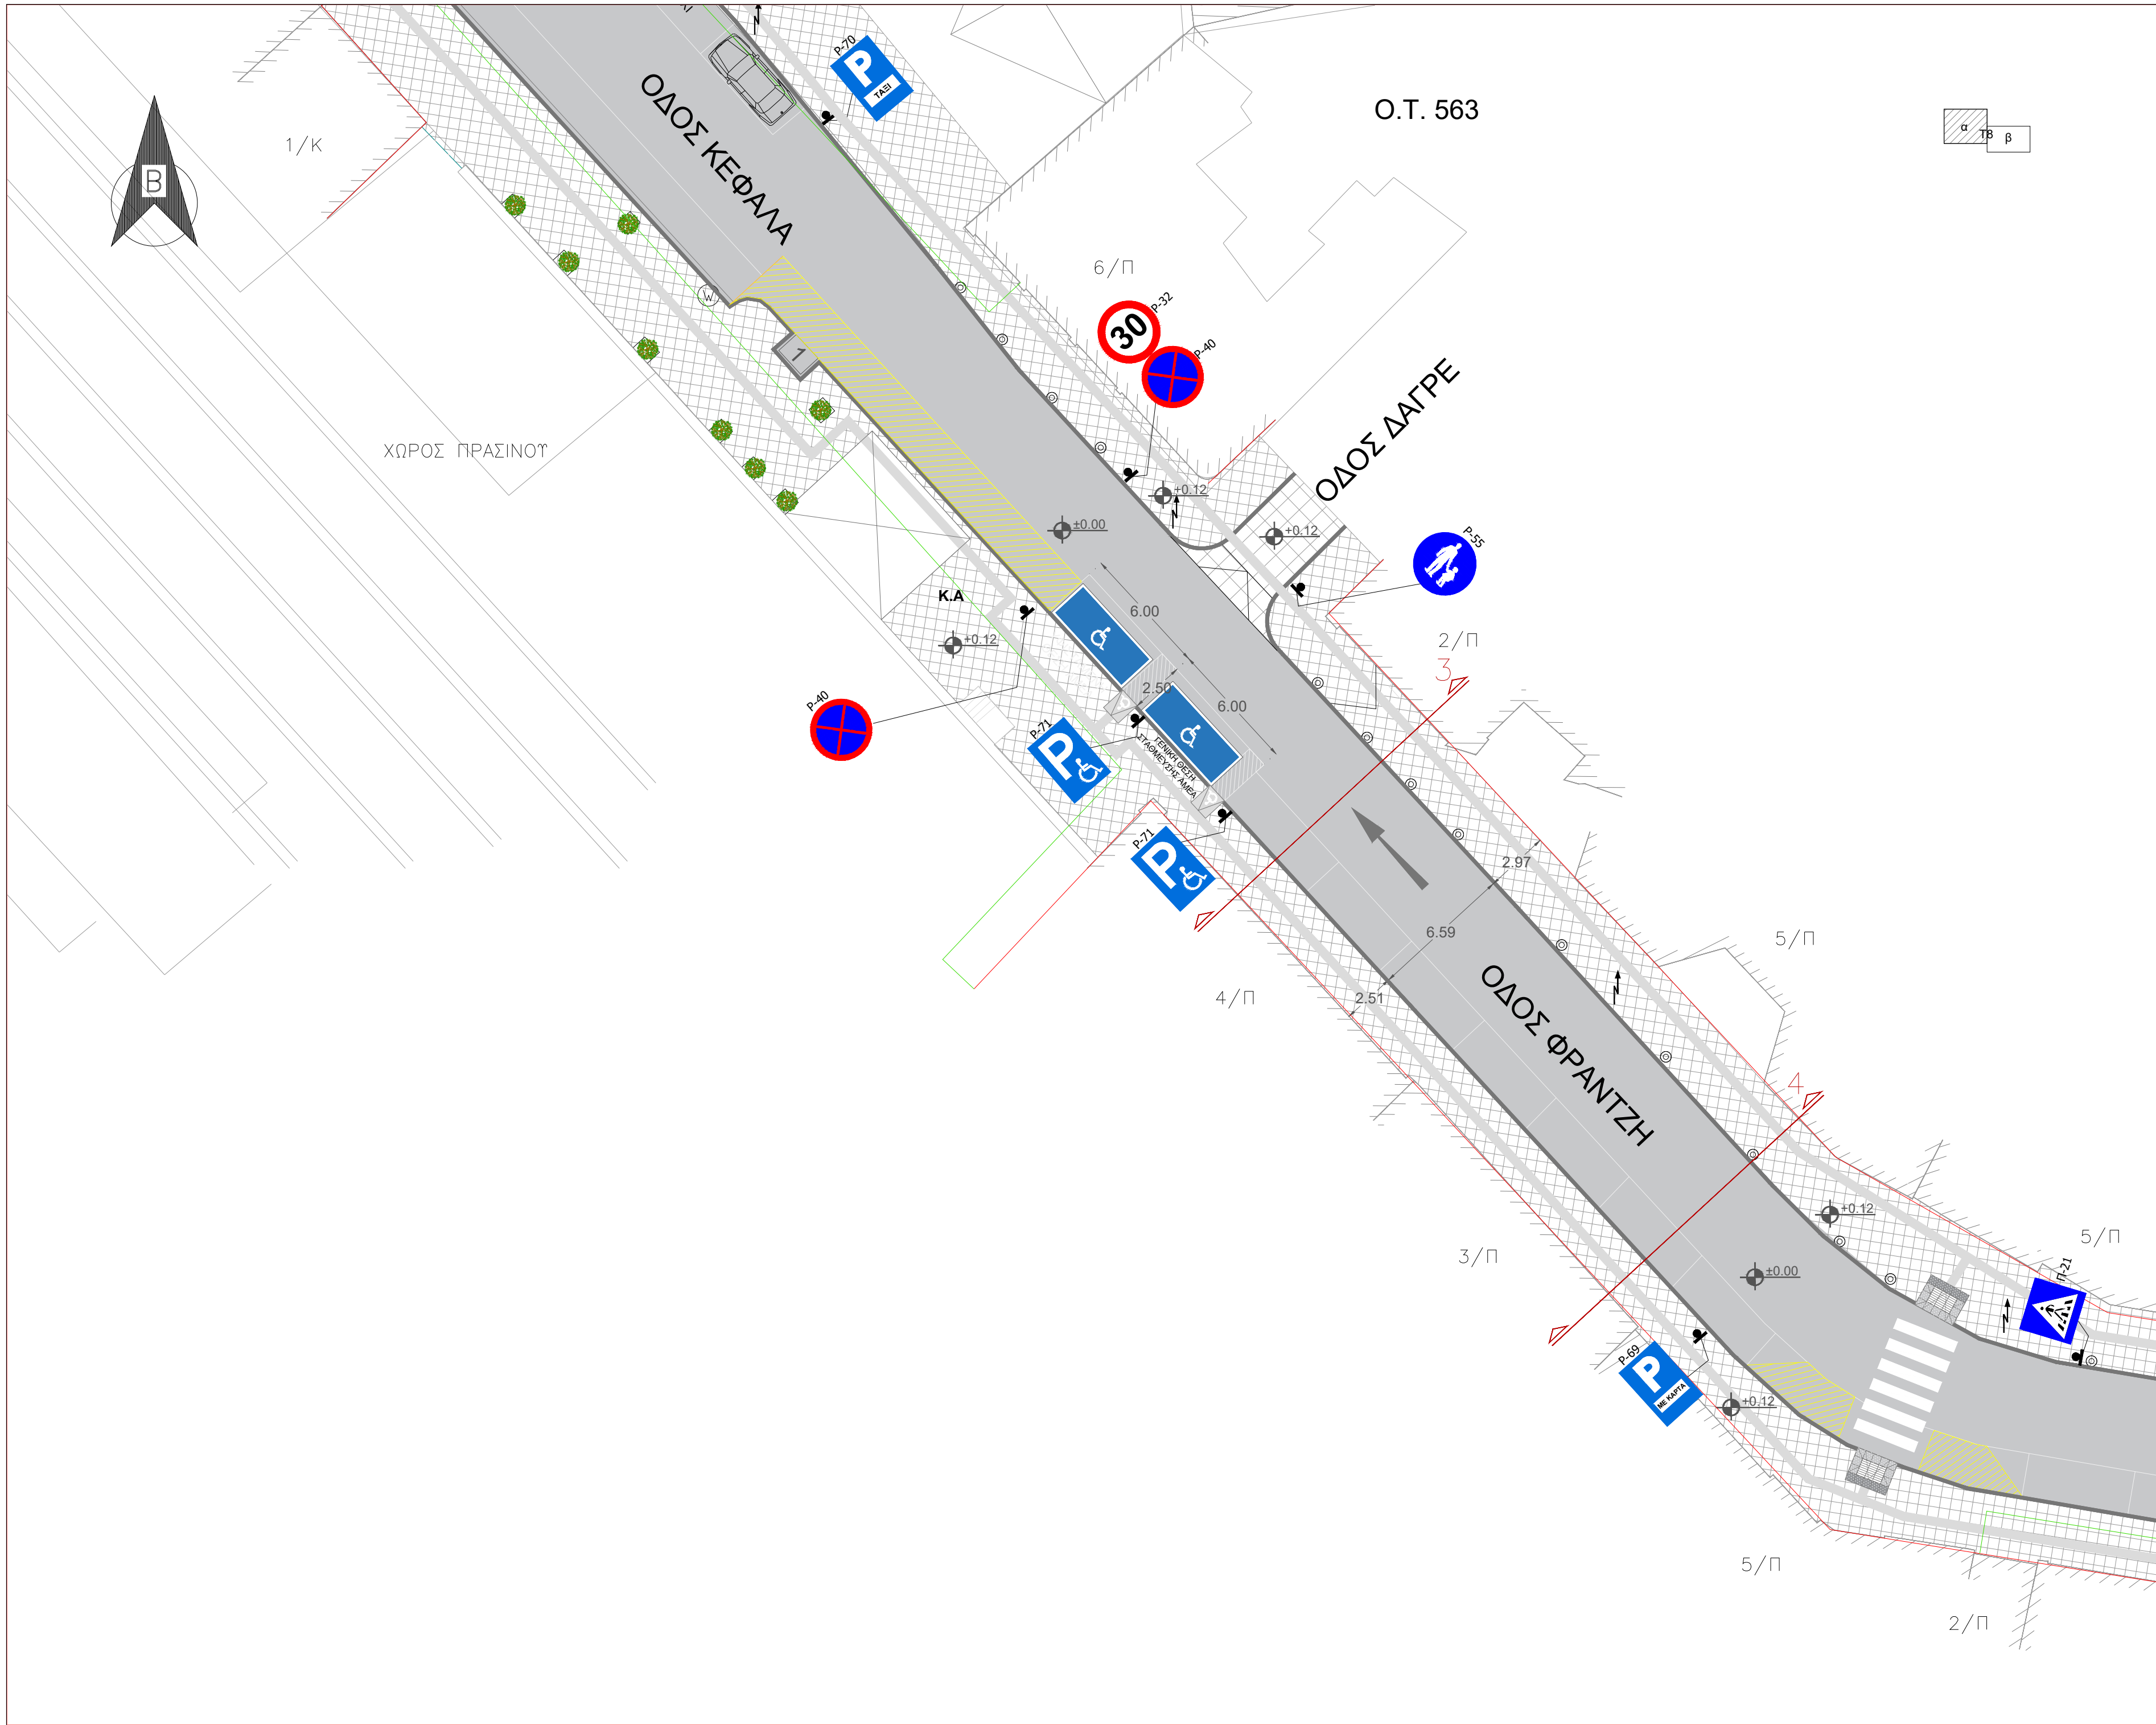 P-70
P
ΤΑΞΙ
Ο.Τ. 563
α
T8
β
1/Κ
Β
ΟΔΟΣ ΚΕΦΑΛΑ
6/Π
P-32
30
P-40
W
1
ΧΩΡΟΣ ΠΡΑΣΙΝΟΥ
ΟΔΟΣ ΔΑΓΡΕ
+0.12
±0.00
+0.12
P-55
Κ.Α
6.00
+0.12
2/Π
3
2.50
P-40
6.00
P-71
P
ΓΕΝΙΚΗ ΘΕΣΗ
ΣΤΑΘΜΕΥΣΗΣ ΑΜΕΑ
P-71
P
2.97
6.59
5/Π
2.51
4/Π
ΟΔΟΣ ΦΡΑΝΤΖΗ
4
+0.12
5/Π
3/Π
±0.00
Π-21
P-69
P
ΜΕ ΚΑΡΤΑ
+0.12
5/Π
2/Π